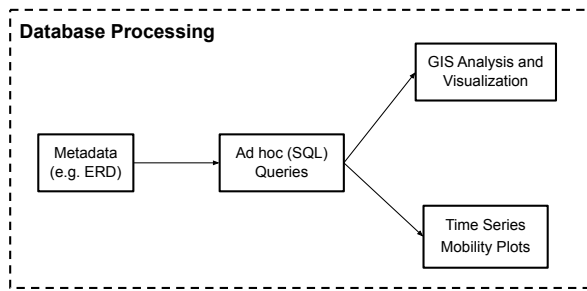 Database Processing
GIS Analysis and
Visualization
Metadata
(e.g. ERD)
Ad hoc (SQL)
Queries
Time Series
Mobility Plots